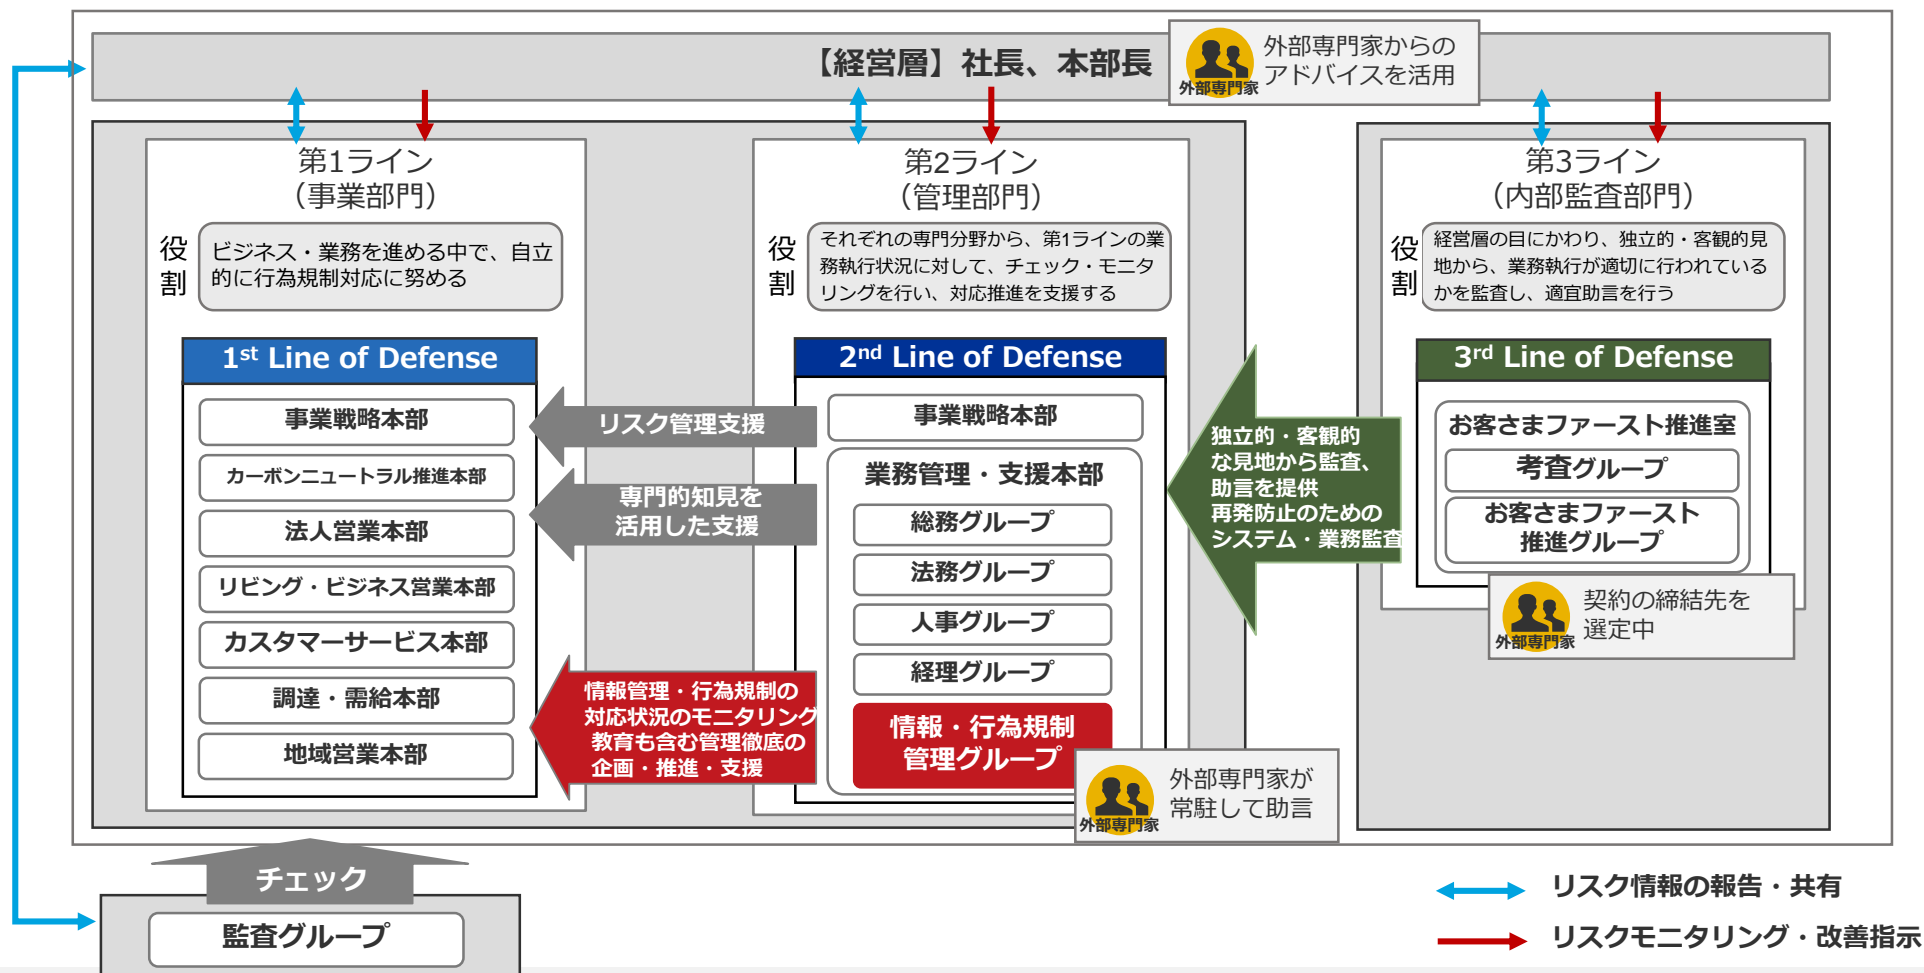 【経営層】社長、本部長
外部専門家
外部専門家からの
アドバイスを活用
第1ライン
（事業部門）
役割
ビジネス・業務を進める中で、自立
的に行為規制対応に努める
1st Line of Defense
事業戦略本部
カーボンニュートラル推進本部
法人営業本部
リビング・ビジネス営業本部
カスタマーサービス本部
調達・需給本部
地域営業本部
リスク管理支援
専門的知見を
活用した支援
情報管理・行為規制の
対応状況のモニタリング
教育も含む管理徹底の
企画・推進・支援
第2ライン
（管理部門）
役割
それぞれの専門分野から、第1ラインの業
務執行状況に対して、チェック・モニタ
リングを行い、対応推進を支援する
2nd Line of Defense
事業戦略本部
業務管理・支援本部
総務グループ
法務グループ
人事グループ
経理グループ
情報・行為規制
管理グループ
外部専門家
外部専門家が
常駐して助言
独立的・客観的
な見地から監査、
助言を提供
再発防止のための
システム・業務監査
第3ライン
（内部監査部門）
役割
経営層の目にかわり、独立的・客観的見
地から、業務執行が適切に行われている
かを監査し、適宜助言を行う
3rd Line of Defense
お客さまファースト推進室
考査グループ
お客さまファースト
推進グループ
外部専門家
契約の締結先を
選定中
チェック
監査グループ
リスク情報の報告・共有
リスクモニタリング・改善指示